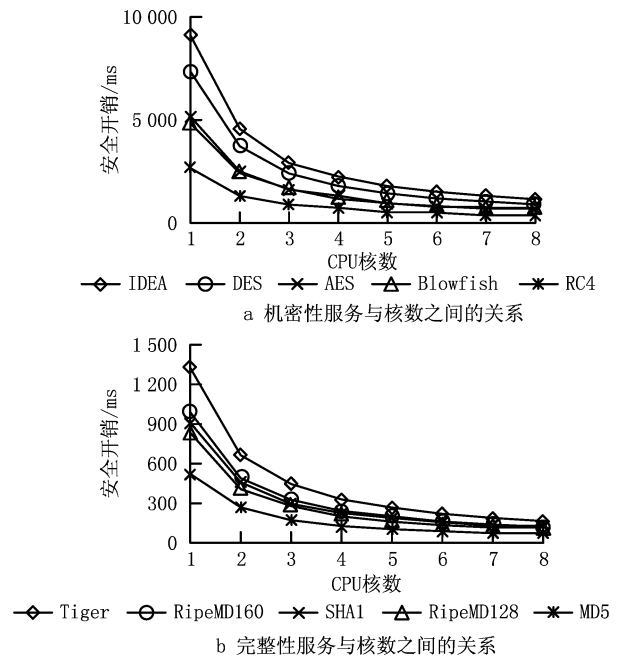 10 000
5 000
0
安全开销/ms
1 2 3 4 5 6 7 8
CPU核数
IDEA DES AES Blowfish RC4
a 机密性服务与核数之间的关系
1 500
1 200
900
600
300
0
安全开销/ms
1 2 3 4 5 6 7 8
CPU核数
Tiger RipeMD160 SHA1 RipeMD128 MD5
b 完整性服务与核数之间的关系